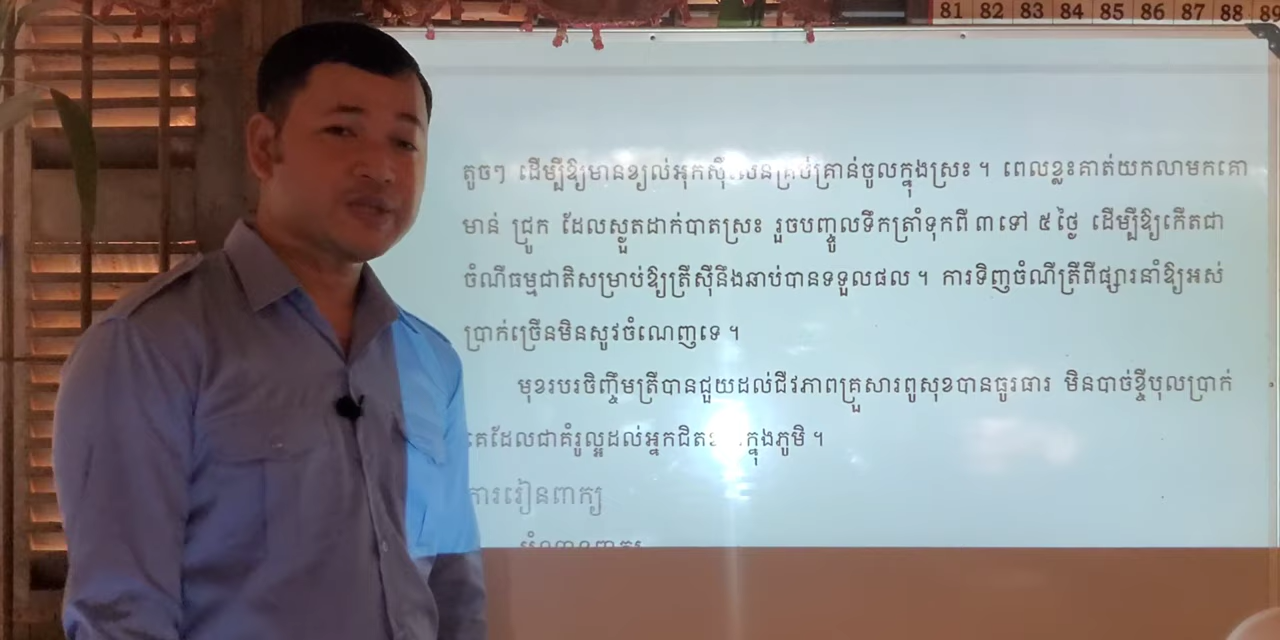 81 82 83 84 85 86 87 88 89
តូចៗ ដើម្បីឱ្យមានខ្យល់អុកស៊ីសែនគ្រប់គ្រាន់ចូលក្នុងស្រះ ។ ពេលខ្លះគាត់យកលាមកគោ
មាន់ ជ្រូក ដែលស្ងួតដាក់បាតស្រះ រួចបញ្ចូលទឹកត្រាំទុកពី ៣ទៅ ៥ ថ្ងៃ ដើម្បីឱ្យកើតជា
ចំណីធម្មជាតិសម្រាប់ឱ្យត្រីស៊ីនឹងឆាប់បានទទួលផល ។ ការទិញចំណីត្រីពីផ្សារនាំឱ្យអស់
ប្រាក់ច្រើនមិនសូវចំណេញទេ ។
មុខរបរចិញ្ចឹមត្រីបានជួយដល់ជីវភាពគ្រួសារពូសុខបានធូរធារ មិនបាច់ខ្ចីបុលប្រាក់
គេដែលជាគំរូល្អដល់អ្នកជិតខាងក្នុងភូមិ ។
ការរៀនពាក្យ